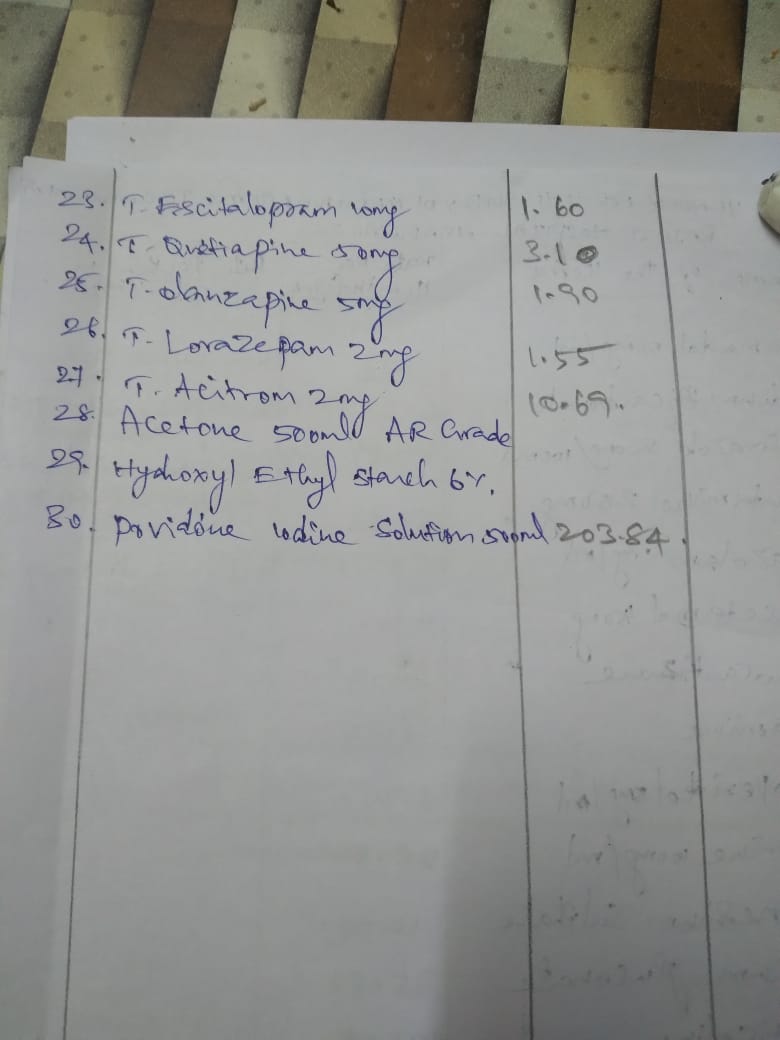 23. T. Escitalopram 10mg 1.60
24. T. Quetiapine 50mg 3.10
25. T. olanzapine 5mg 1.90
26. T. Lorazepam 2mg 1.55
27. T. Acitrom 2mg 10.69.
28. Acetone 500ml AR Grade
29. Hydroxyl Ethyl starch 6%.
30. Povidone iodine Solution 500ml 203.84.